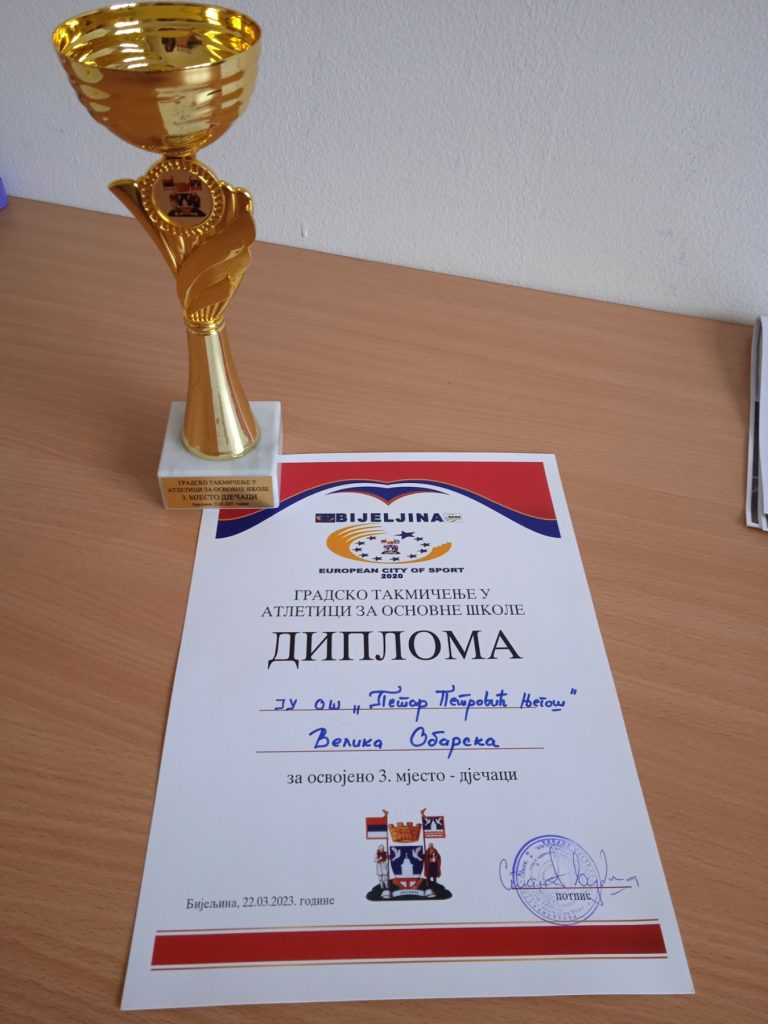 ГРАДСКО ТАКМИЧЕЊЕ У
АТЛЕТИЦИ ЗА ОСНОВНЕ ШКОЛЕ
3. МЈЕСТО ДЈЕЧАЦИ
BIJELJINA
EUROPEAN CITY OF SPORT
2020
ГРАДСКО ТАКМИЧЕЊЕ У
АТЛЕТИЦИ ЗА ОСНОВНЕ ШКОЛЕ
ДИПЛОМА
ЈУ ОШ „Петар Петровић Његош"
Велика Обарска
за освојено 3. мјесто - дјечаци
Бијељина, 22.03.2023. године
потпис